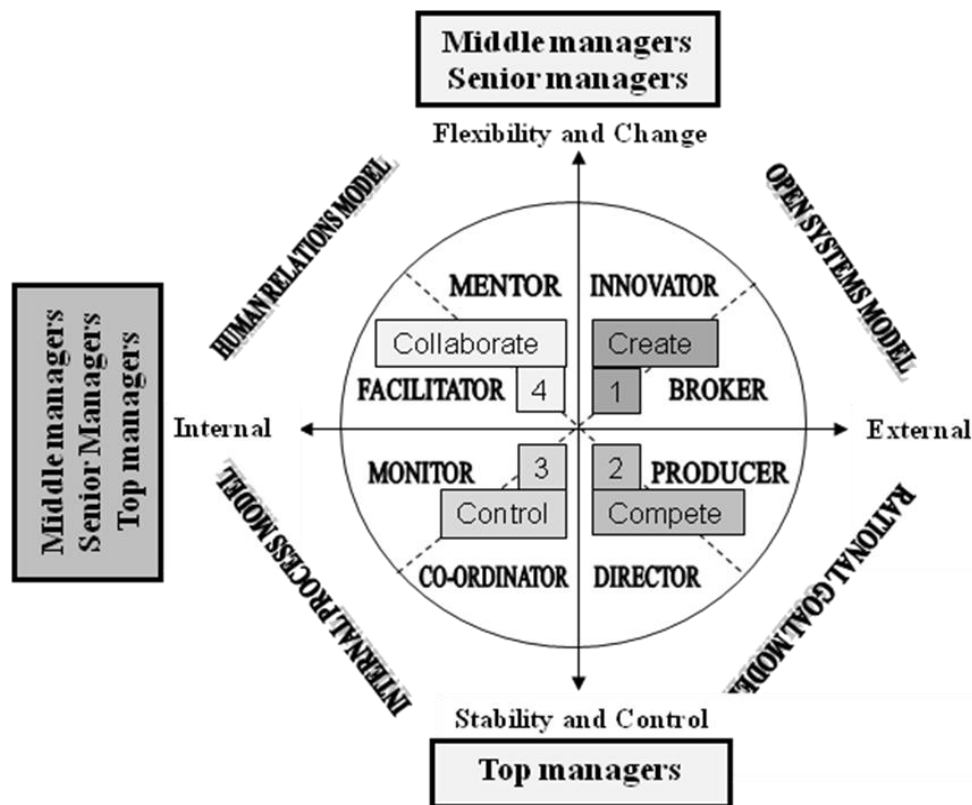 Middle managers
Senior managers
Flexibility and Change
HUMAN RELATIONS MODEL
OPEN SYSTEMS MODEL
MENTOR
INNOVATOR
Collaborate
Create
FACILITATOR
4
1
BROKER
Middle managers
Senior Managers
Top managers
Internal
External
MONITOR
3
2
PRODUCER
Control
Compete
CO-ORDINATOR
DIRECTOR
INTERNAL PROCESS MODEL
RATIONAL GOAL MODEL
Stability and Control
Top managers